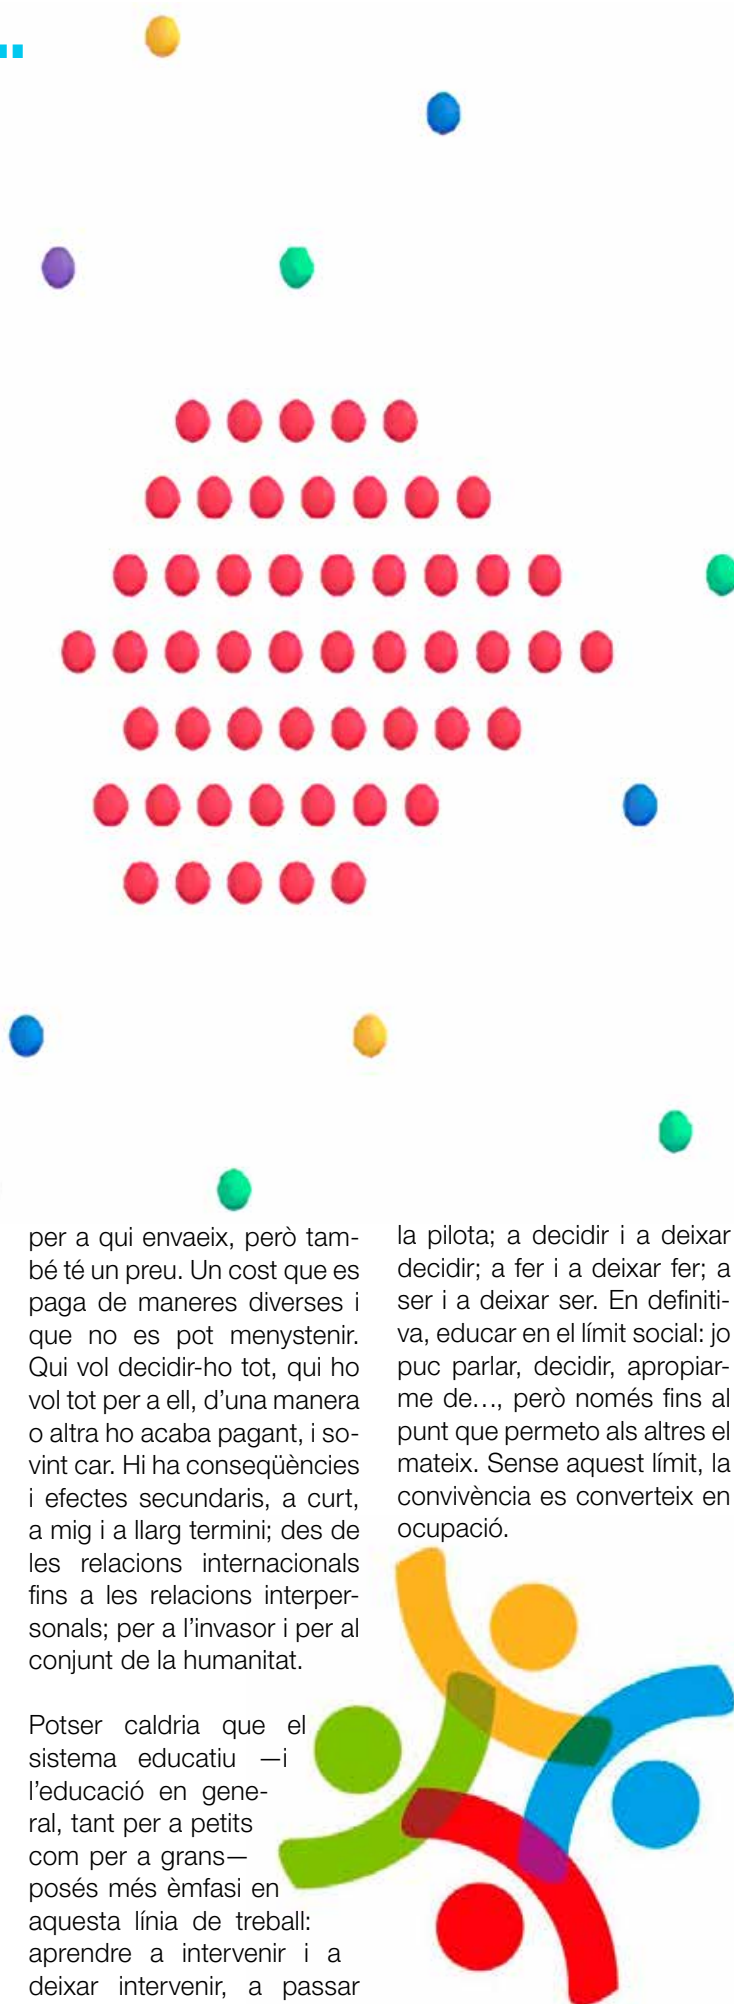 per a qui envaeix, però tam-
bé té un preu. Un cost que es
paga de maneres diverses i
que no es pot menystenir.
Qui vol decidir-ho tot, qui ho
vol tot per a ell, d’una manera
o altra ho acaba pagant, i so-
vint car. Hi ha conseqüències
i efectes secundaris, a curt,
a mig i a llarg termini; des de
les relacions internacionals
fins a les relacions interper-
sonals; per a l’invasor i per al
conjunt de la humanitat.
Potser caldria que el
sistema educatiu —i
l’educació en gene-
ral, tant per a petits
com per a grans—
posés més èmfasi en
aquesta línia de treball:
aprendre a intervenir i a
deixar intervenir, a passar
la pilota; a decidir i a deixar
decidir; a fer i a deixar fer; a
ser i a deixar ser. En definiti-
va, educar en el límit social: jo
puc parlar, decidir, apropiar-
me de…, però només fins al
punt que permeto als altres el
mateix. Sense aquest límit, la
convivència es converteix en
ocupació.